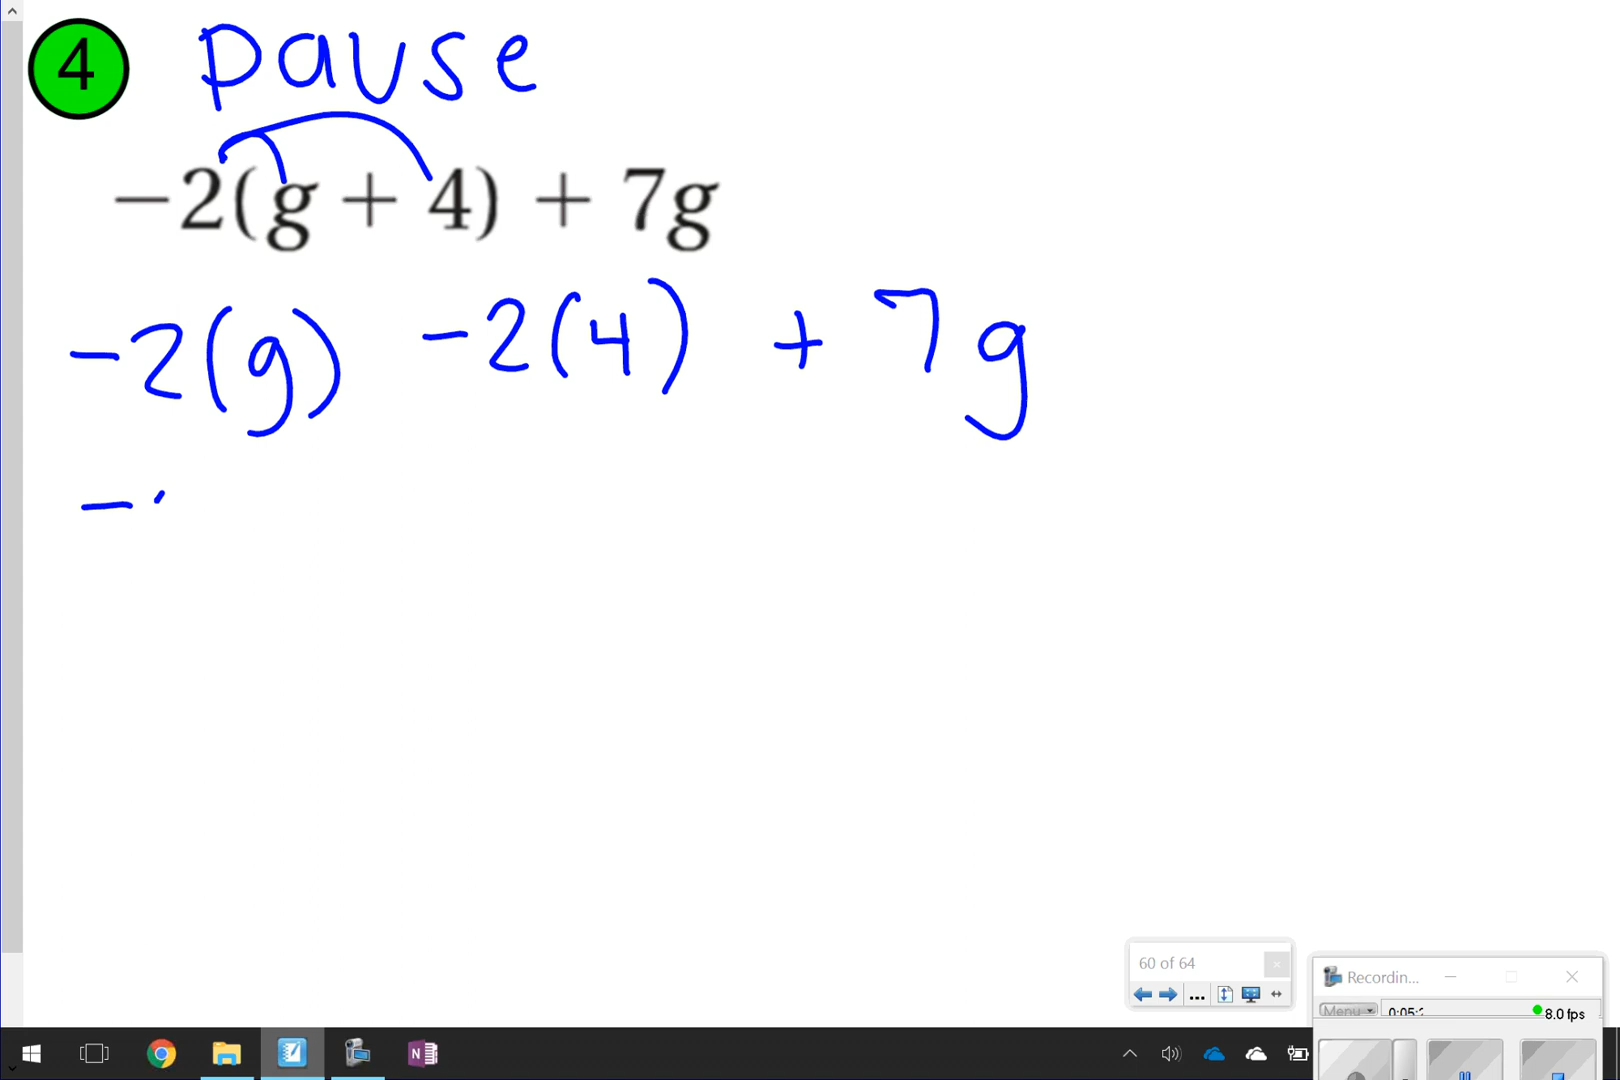 4 pause
−2(g + 4) + 7g
-2(g) -2(4) + 7g
-
60 of 64
Recordin...
Menu
8.0 fps
N